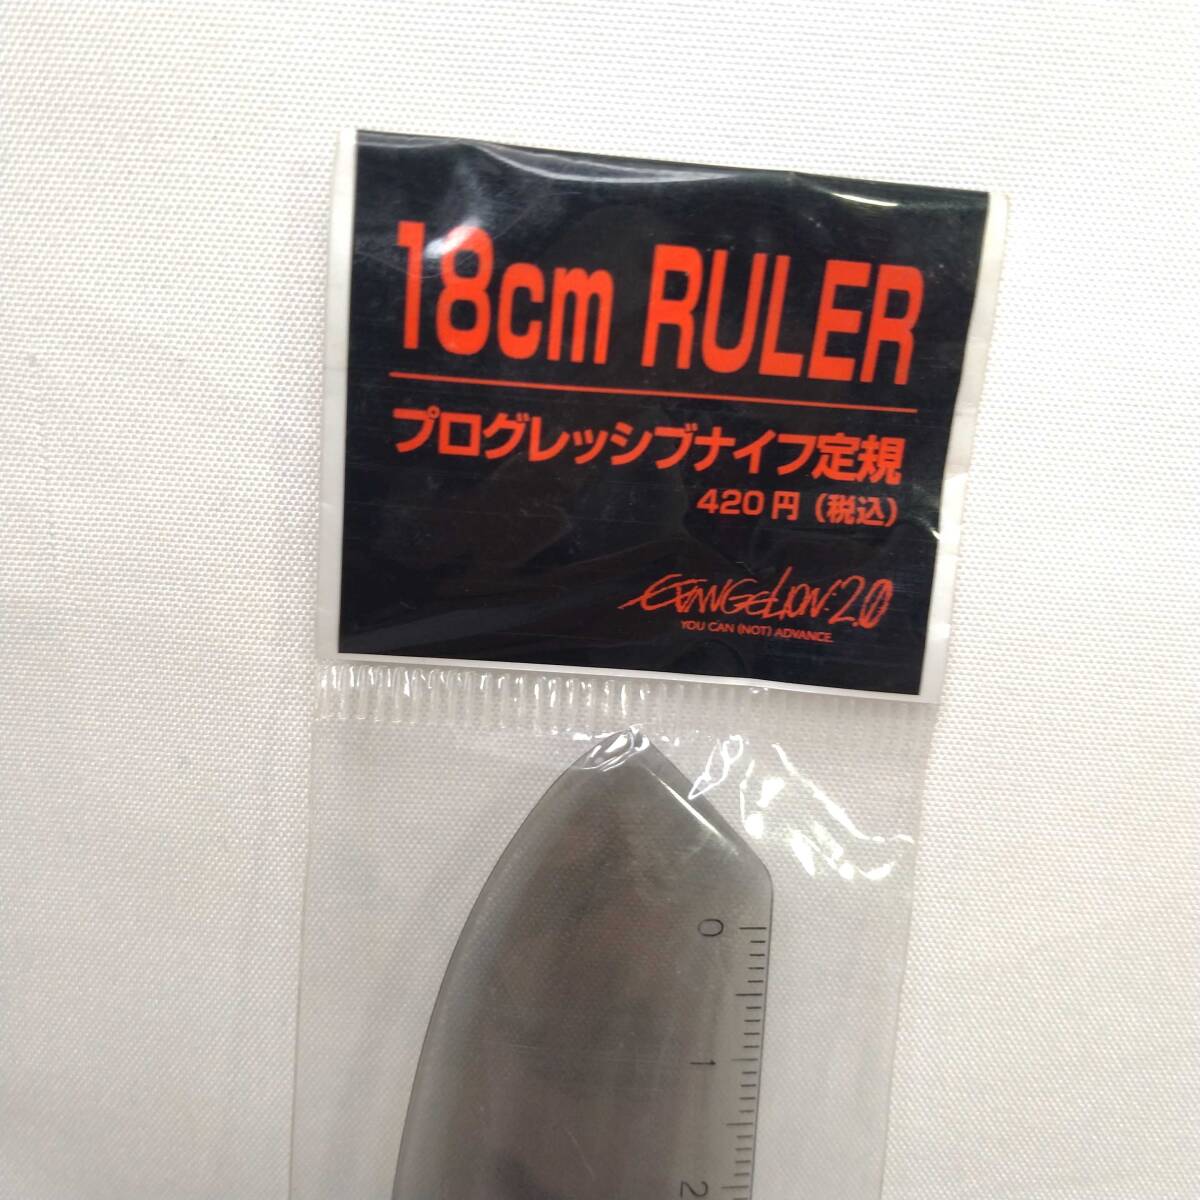 18cm RULER
プログレッシブナイフ定規
420円（税込）
EVANGELION:2.0
YOU CAN (NOT) ADVANCE.
0
1
2